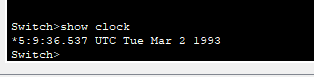 Switch>show clock
*5:9:36.537 UTC Tue Mar 2 1993
Switch>